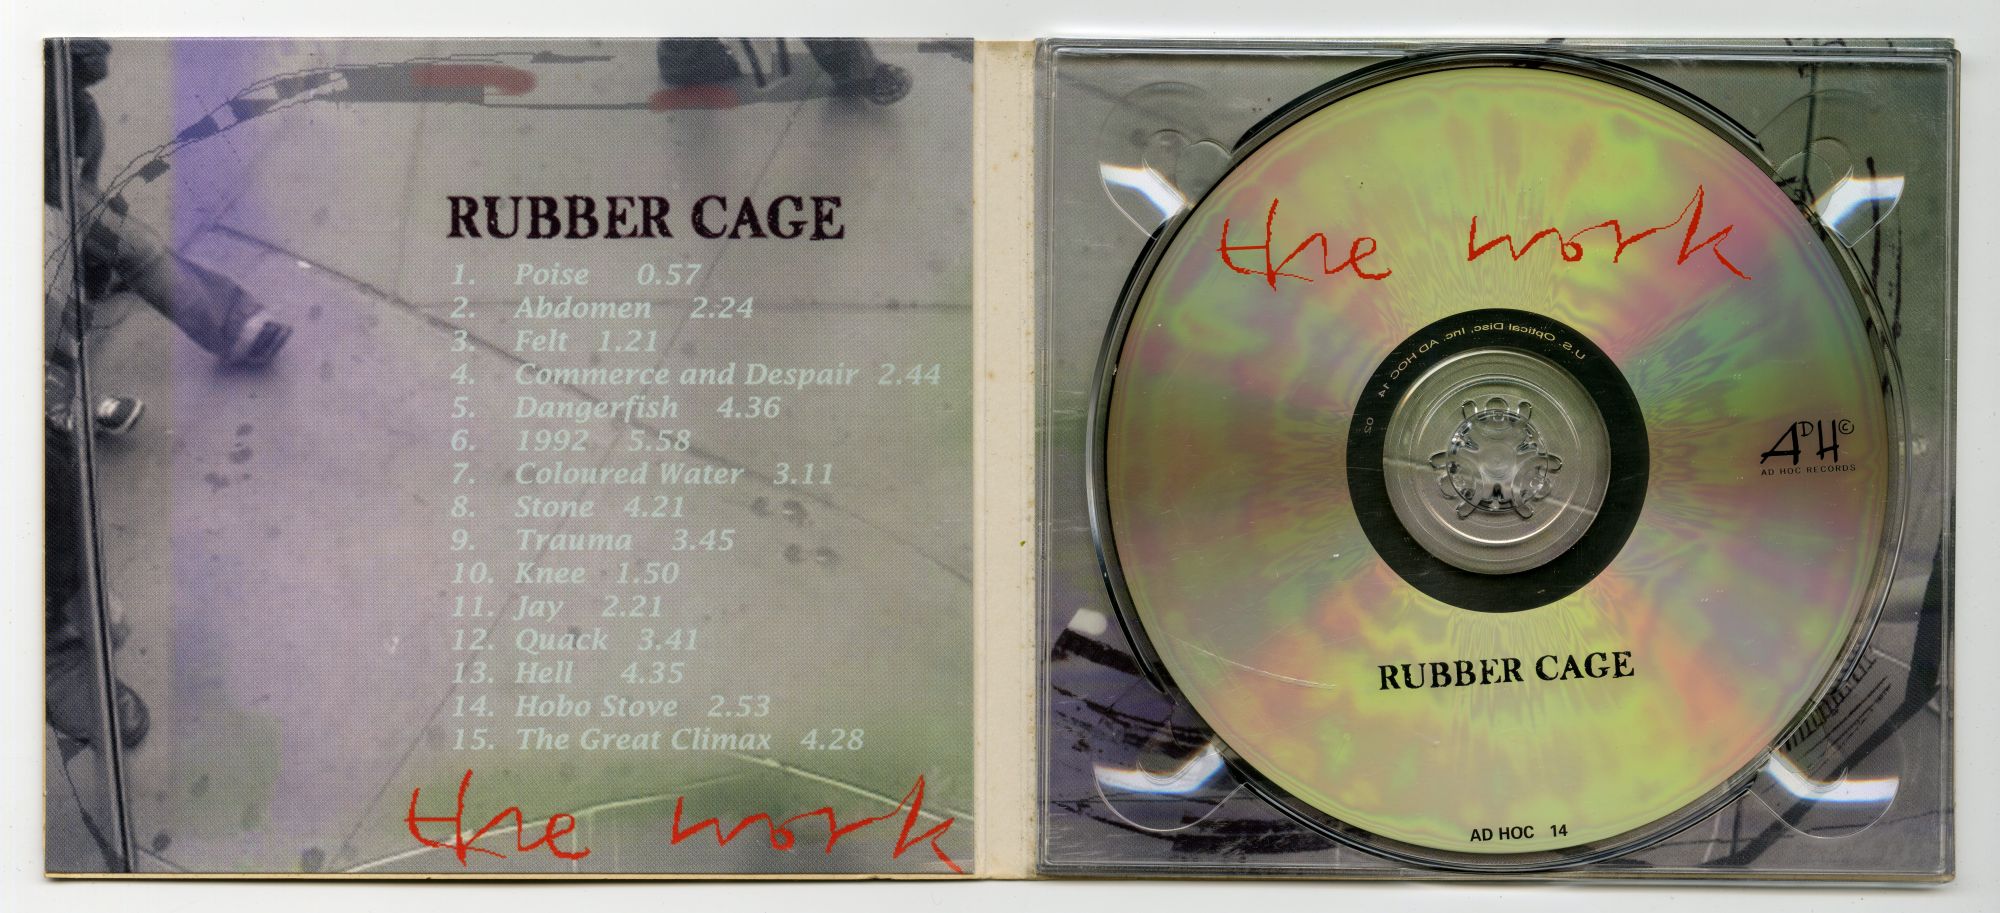 RUBBER CAGE
1. Poise 0.57
2. Abdomen 2.24
3. Felt 1.21
4. Commerce and Despair 2.44
5. Dangerfish 4.36
6. 1992 5.58
7. Coloured Water 3.11
8. Stone 4.21
9. Trauma 3.45
10. Knee 1.50
11. Jay 2.21
12. Quack 3.41
13. Hell 4.35
14. Hobo Stove 2.53
15. The Great Climax 4.28
the work
the work
U.S. Optical Disc, Inc. AD HOC 14 02
ADH©
AD HOC RECORDS
RUBBER CAGE
AD HOC 14